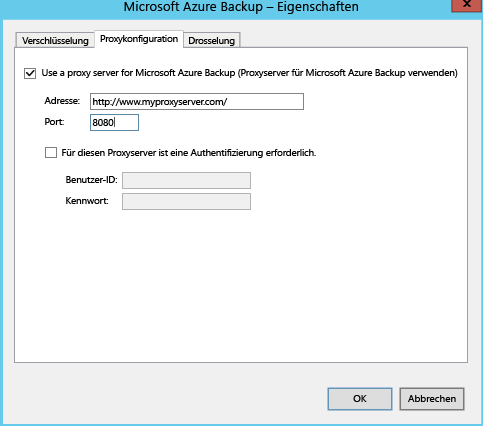 Microsoft Azure Backup – Eigenschaften
Verschlüsselung Proxykonfiguration Drosselung
Use a proxy server for Microsoft Azure Backup (Proxyserver für Microsoft Azure Backup verwenden)
Adresse: http://www.myproxyserver.com/
Port: 8080
Für diesen Proxyserver ist eine Authentifizierung erforderlich.
Benutzer-ID:
Kennwort:
OK Abbrechen